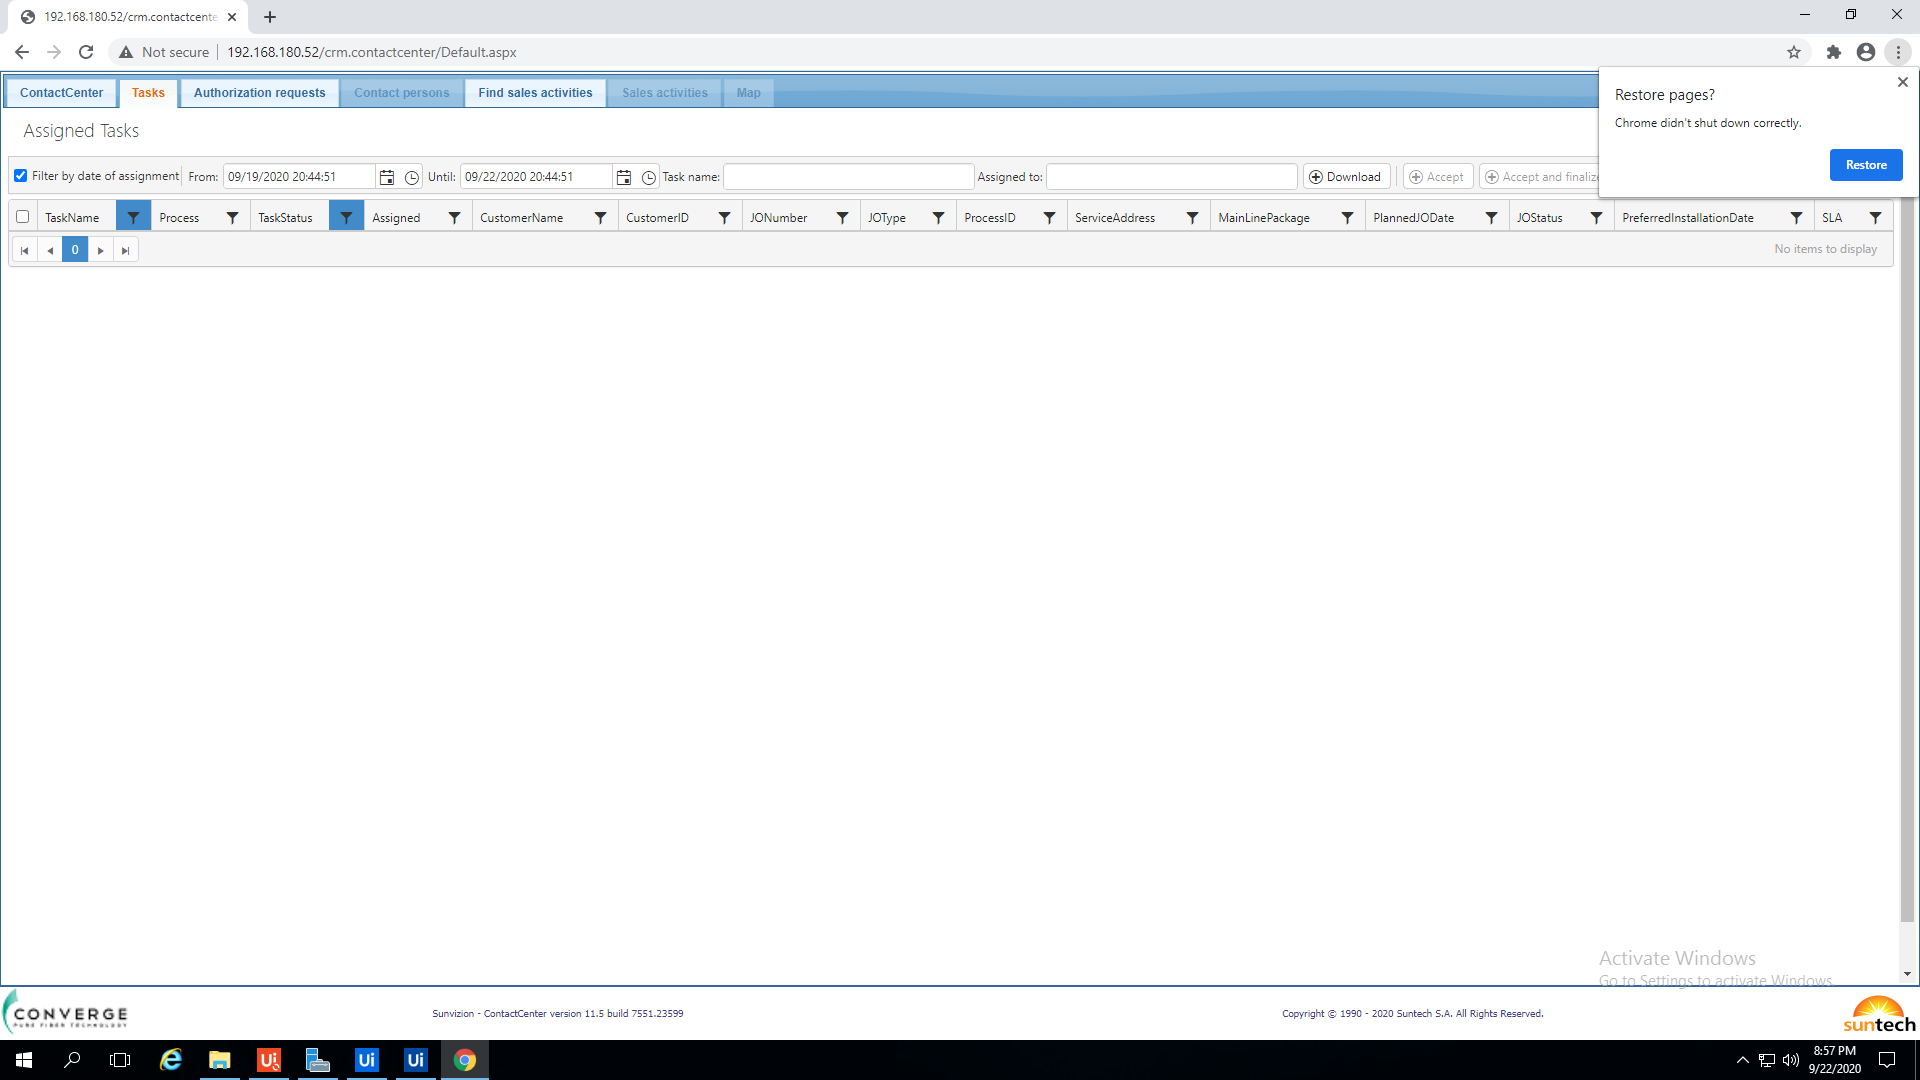 192.168.180.52/crm.contactcente
Not secure
192.168.180.52/crm.contactcenter/Default.aspx
ContactCenter
Tasks
Authorization requests
Contact persons
Find sales activities
Sales activities
Map
Restore pages?
Chrome didn't shut down correctly.
Restore
Assigned Tasks
Filter by date of assignment
From:
09/19/2020 20:44:51
Until:
09/22/2020 20:44:51
Task name:
Assigned to:
Download
Accept
Accept and finalize
TaskName
Process
TaskStatus
Assigned
CustomerName
CustomerID
JONumber
JOType
ProcessID
ServiceAddress
MainLinePackage
PlannedJODate
JOStatus
PreferredInstallationDate
SLA
0
No items to display
Activate Windows
Go to Settings to activate Windows.
CONVERGE
PURE FIBER TECHNOLOGY
Sunvizion - ContactCenter version 11.5 build 7551.23599
Copyright © 1990 - 2020 Suntech S.A. All Rights Reserved.
suntech
Ui
Ui
Ui
8:57 PM
9/22/2020